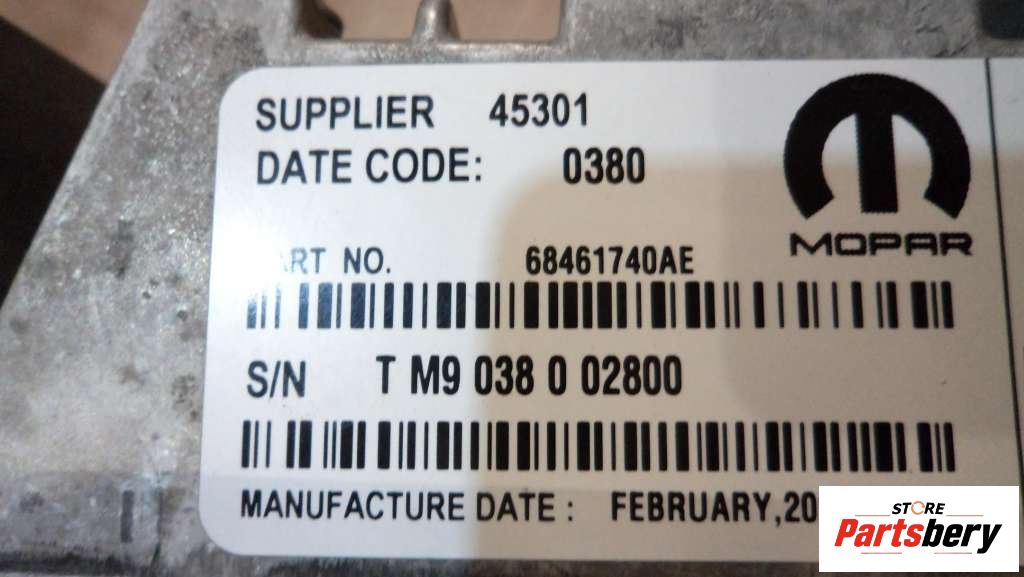 SUPPLIER 45301
DATE CODE: 0380
MOPAR
ART NO. 68461740AE
S/N T M9 038 0 02800
MANUFACTURE DATE : FEBRUARY,20
STORE
Partsbery